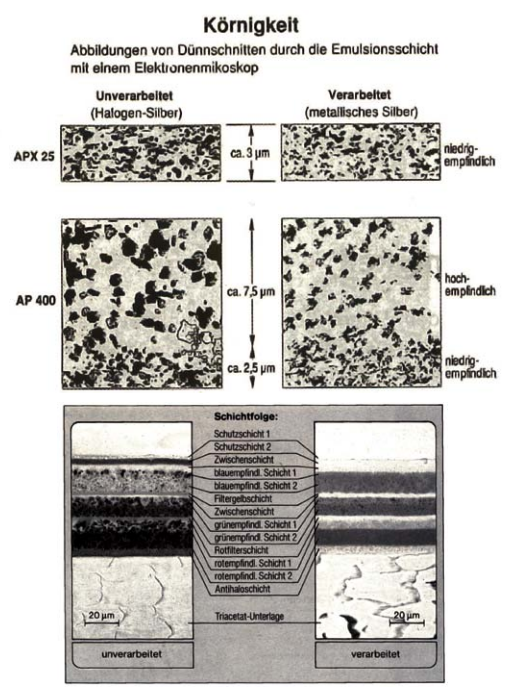 Körnigkeit
Abbildungen von Dünnschnitten durch die Emulsionsschicht
mit einem Elektronenmikoskop
Unverarbeitet
(Halogen-Silber)
Verarbeitet
(metallisches Silber)
APX 25
ca. 3 µm
niedrig-
empfindlich
AP 400
ca. 7,5 µm
hoch-
empfindlich
ca. 2,5 µm
niedrig-
empfindlich
Schichtfolge:
Schutzschicht 1
Schutzschicht 2
Zwischenschicht
blauempfindl. Schicht 1
blauempfindl. Schicht 2
Filtergelbschicht
Zwischenschicht
grünempfindl. Schicht 1
grünempfindl. Schicht 2
Rotfilterschicht
rotempfindl. Schicht 1
rotempfindl. Schicht 2
Antihaloschicht
Triacetat-Unterlage
20 µm
20 µm
unverarbeitet
verarbeitet